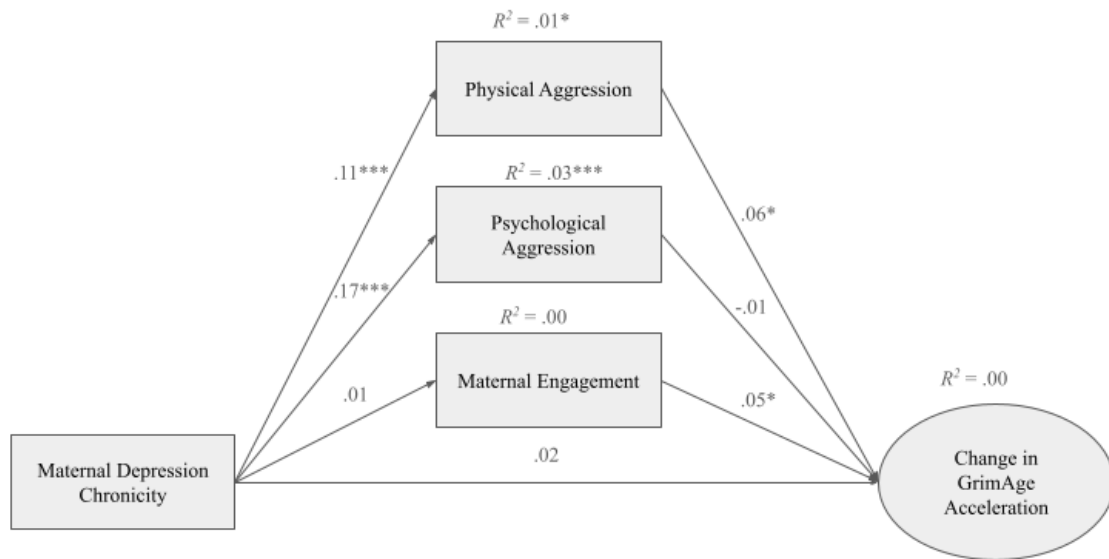 R² = .01*
Physical Aggression
.11***
R² = .03***
Psychological
Aggression
.06*
.17***
-.01
R² = .00
Maternal Engagement
.01
.05*
R² = .00
Maternal Depression
Chronicity
.02
Change in
GrimAge
Acceleration